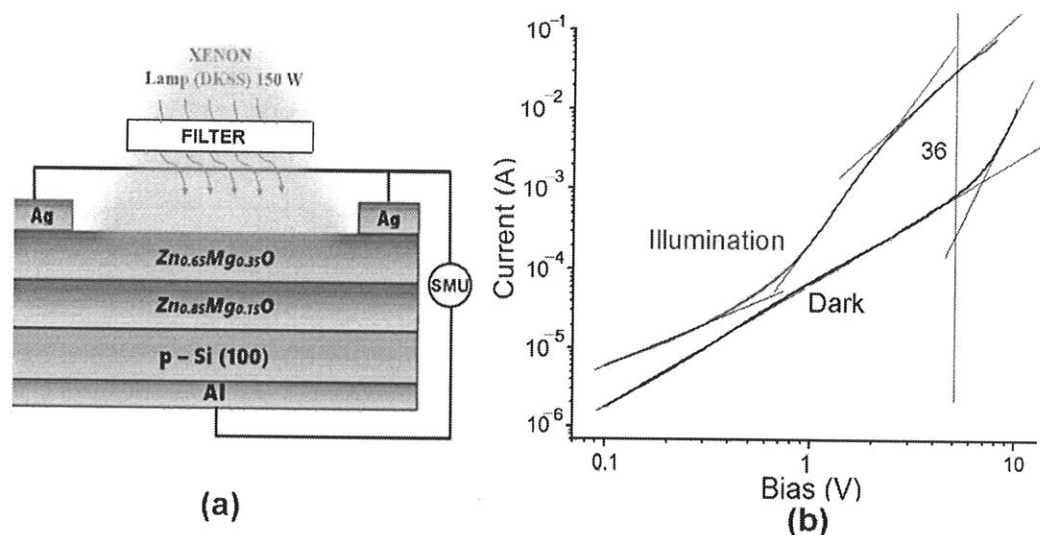 XENON
Lamp (DKSS) 150 W
FILTER
Ag
Ag
Zn₀.₆₅Mg₀.₃₅O
Zn₀.₈₅Mg₀.₁₅O
SMU
p – Si (100)
Al
(a)
Current (A)
10⁻¹
10⁻²
10⁻³
10⁻⁴
10⁻⁵
10⁻⁶
36
Illumination
Dark
0.1
1
10
Bias (V)
(b)